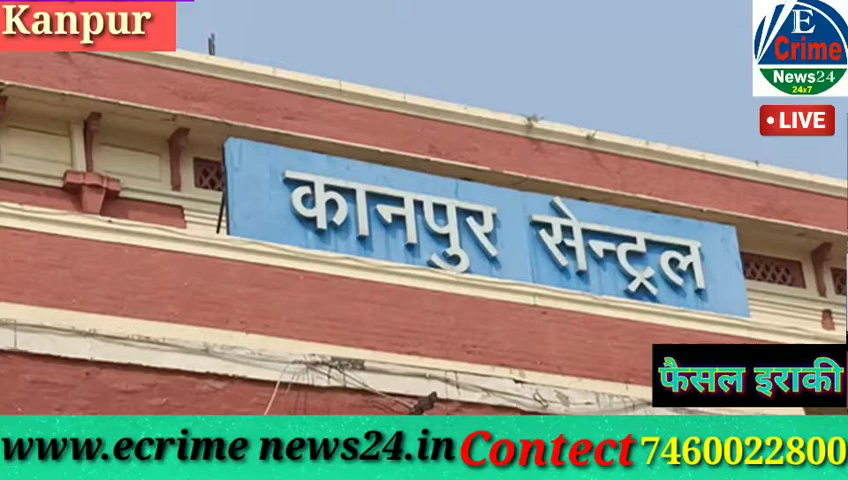 Kanpur
E
Crime
News24
24x7
LIVE
कानपुर सेन्ट्रल
फैसल इराकी
www.ecrime news24.in Contect 7460022800